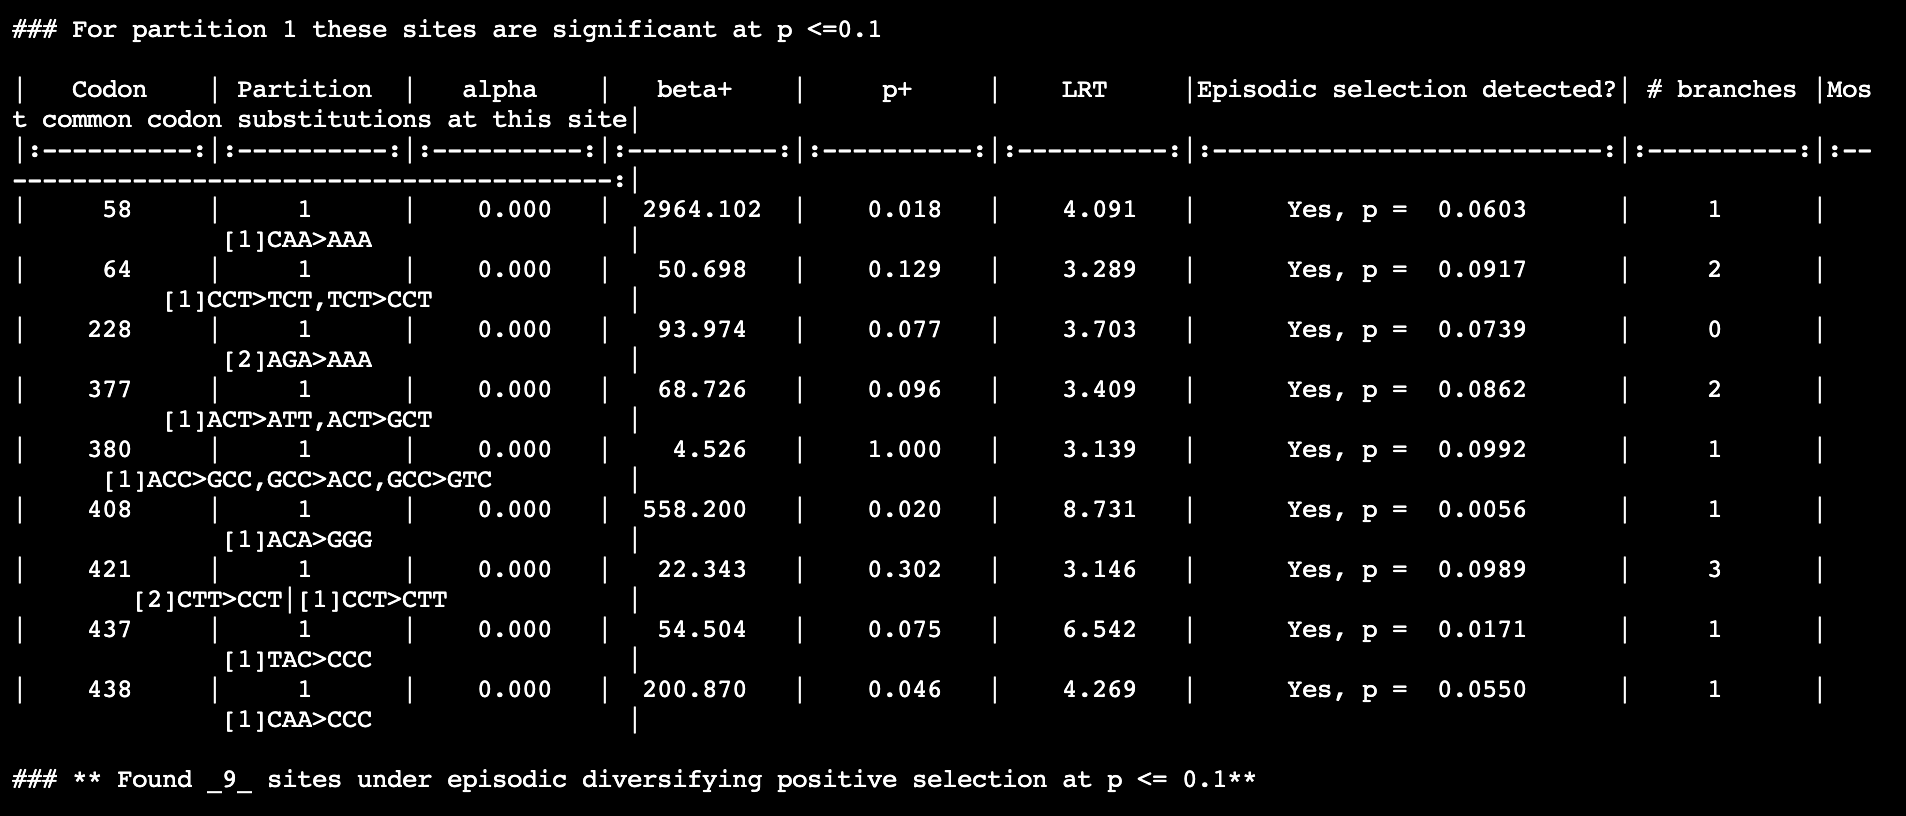 ### For partition 1 these sites are significant at p <=0.1
| Codon | Partition | alpha | beta+ | p+ | LRT |Episodic selection detected?| # branches |Mos
t common codon substitutions at this site|
|:----------:|:----------:|:----------:|:----------:|:----------:|:----------:|:--------------------------:|:----------:|:--
----------------------------------------:|
| 58 | 1 | 0.000 | 2964.102 | 0.018 | 4.091 | Yes, p = 0.0603 | 1 |
[1]CAA>AAA |
| 64 | 1 | 0.000 | 50.698 | 0.129 | 3.289 | Yes, p = 0.0917 | 2 |
[1]CCT>TCT,TCT>CCT |
| 228 | 1 | 0.000 | 93.974 | 0.077 | 3.703 | Yes, p = 0.0739 | 0 |
[2]AGA>AAA |
| 377 | 1 | 0.000 | 68.726 | 0.096 | 3.409 | Yes, p = 0.0862 | 2 |
[1]ACT>ATT,ACT>GCT |
| 380 | 1 | 0.000 | 4.526 | 1.000 | 3.139 | Yes, p = 0.0992 | 1 |
[1]ACC>GCC,GCC>ACC,GCC>GTC |
| 408 | 1 | 0.000 | 558.200 | 0.020 | 8.731 | Yes, p = 0.0056 | 1 |
[1]ACA>GGG |
| 421 | 1 | 0.000 | 22.343 | 0.302 | 3.146 | Yes, p = 0.0989 | 3 |
[2]CTT>CCT|[1]CCT>CTT |
| 437 | 1 | 0.000 | 54.504 | 0.075 | 6.542 | Yes, p = 0.0171 | 1 |
[1]TAC>CCC |
| 438 | 1 | 0.000 | 200.870 | 0.046 | 4.269 | Yes, p = 0.0550 | 1 |
[1]CAA>CCC |
### ** Found _9_ sites under episodic diversifying positive selection at p <= 0.1**